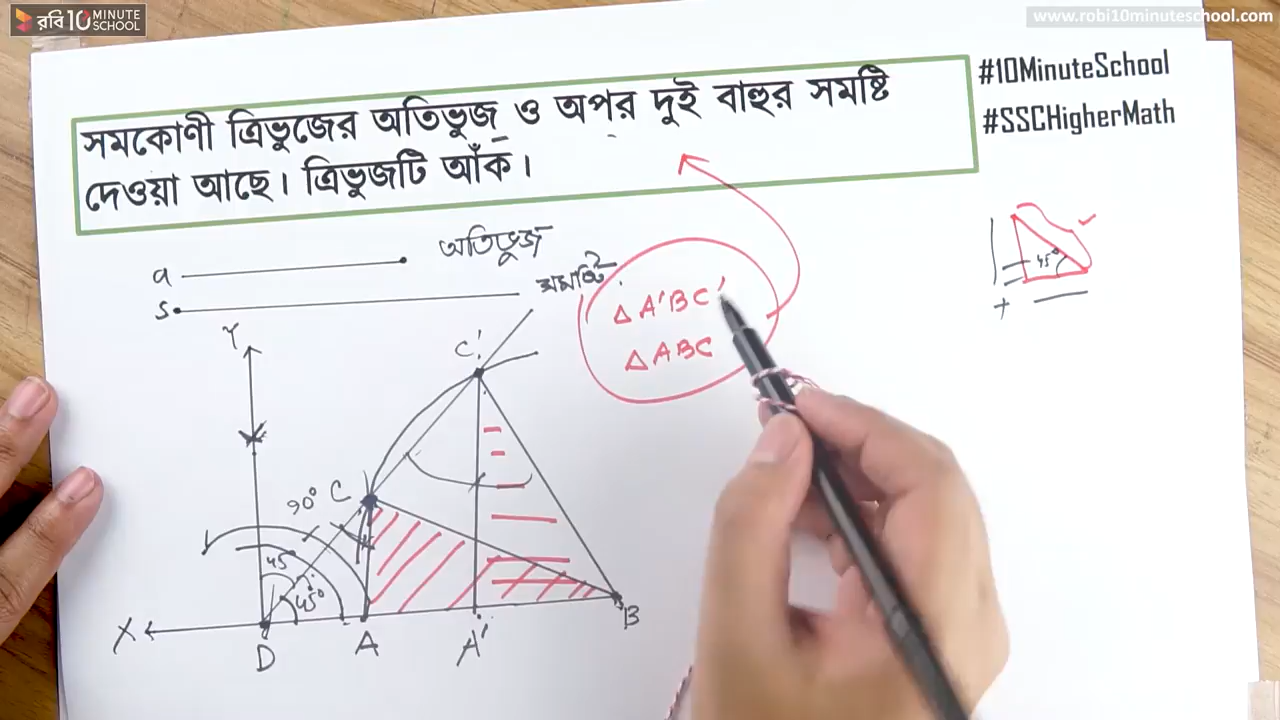 রবি 10 MINUTE SCHOOL
www.robi10minuteschool.com
সমকোণী ত্রিভুজের অতিভুজ ও অপর দুই বাহুর সমষ্টি
দেওয়া আছে। ত্রিভুজটি আঁক।
#10MinuteSchool
#SSCHigherMath
a অতিভুজ
s সমষ্টি
45°
+
Y
C'
Δ A'BC'
Δ ABC
90° C
45
45°
X
D
A
A'
B